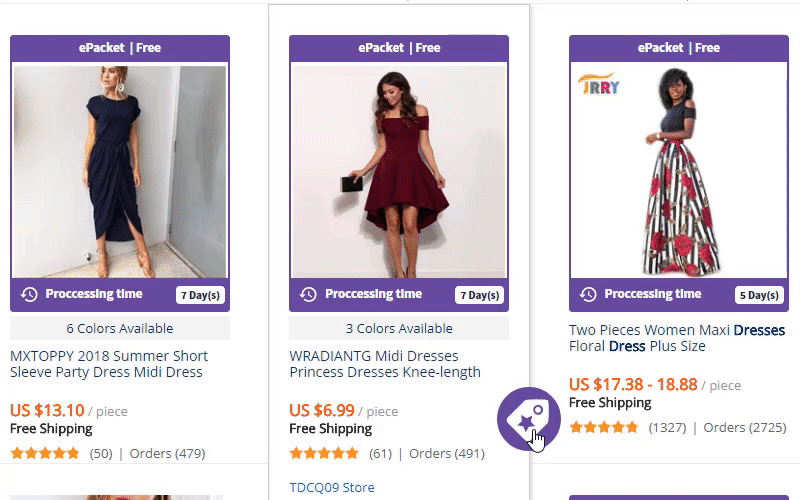 ePacket | Free
JRRY
Proccessing time
7 Day(s)
6 Colors Available
MXTOPPY 2018 Summer Short
Sleeve Party Dress Midi Dress
US $13.10 / piece
Free Shipping
(50) | Orders (479)
ePacket | Free
Proccessing time
7 Day(s)
3 Colors Available
WRADIANTG Midi Dresses
Princess Dresses Knee-length
US $6.99 / piece
Free Shipping
(61) | Orders (491)
TDCQ09 Store
ePacket | Free
Proccessing time
5 Day(s)
Two Pieces Women Maxi Dresses
Floral Dress Plus Size
US $17.38 - 18.88 / piece
Free Shipping
(1327) | Orders (2725)